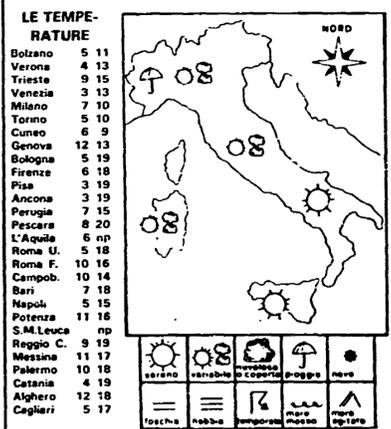 LE TEMPE-
RATURE
Bolzano 5 11
Verona 4 13
Trieste 9 15
Venezia 3 13
Milano 7 10
Torino 5 10
Cuneo 6 9
Genova 12 13
Bologna 5 19
Firenze 6 18
Pisa 3 19
Ancona 3 19
Perugia 7 15
Pescara 8 20
L'Aquila 6 np
Roma U. 5 18
Roma F. 10 16
Campob. 10 14
Bari 7 18
Napoli 5 15
Potenza 11 16
S.M.Leuca np
Reggio C. 9 19
Messina 11 17
Palermo 10 18
Catania 4 19
Alghero 12 18
Cagliari 5 17
NORD
sereno variabile nuvoloso o coperto pioggia neve
foschia nebbia temporale mare mosso mare agitato